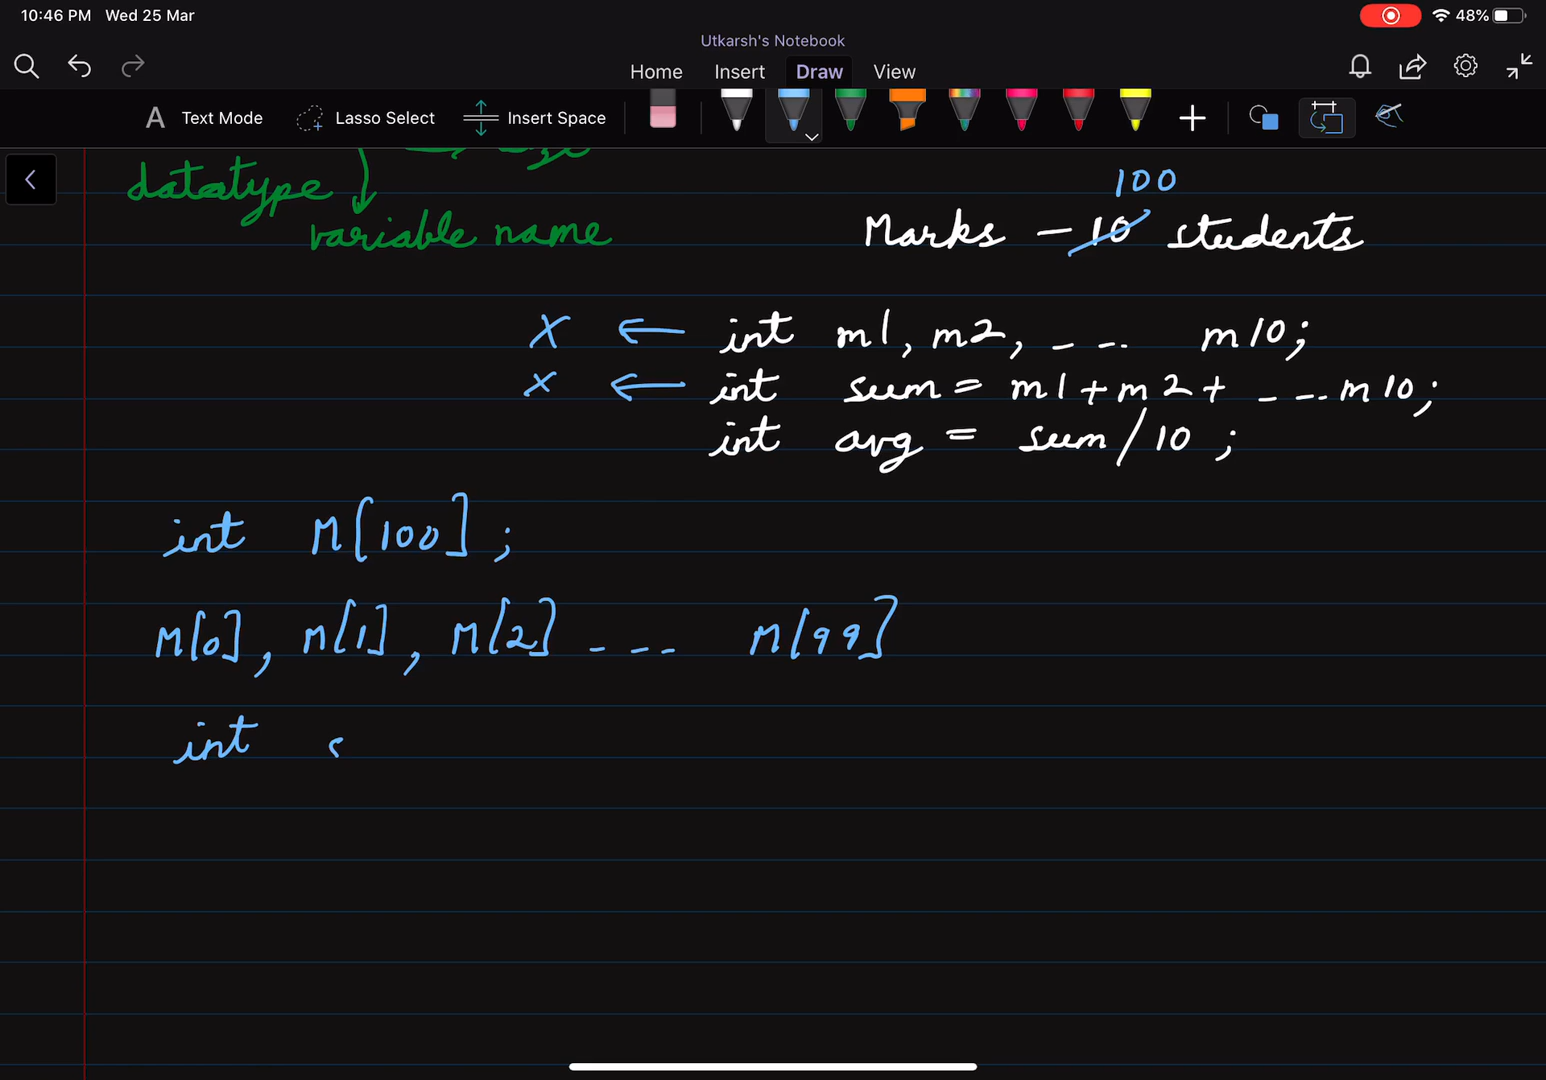 10:46 PM Wed 25 Mar
48%
Utkarsh's Notebook
Home Insert Draw View
Text Mode Lasso Select Insert Space
datatype
variable name
100
Marks - 10 students
X ← int m1, m2, _ _ .. m10;
x ← int sum = m1 + m2 + _ _ .. m10;
int avg = sum / 10 ;
int M[100] ;
M[0], M[1], M[2] - -- M[99]
int s